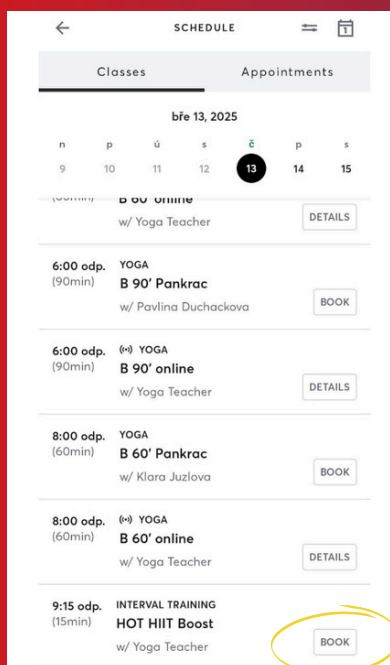 SCHEDULE
1
Classes
Appointments
bře 13, 2025
n p ú s č p s
9 10 11 12 13 14 15
B 60' online
w/ Yoga Teacher
DETAILS
6:00 odp. YOGA
(90min) B 90' Pankrac
w/ Pavlina Duchackova
BOOK
6:00 odp. YOGA
(90min) B 90' online
w/ Yoga Teacher
DETAILS
8:00 odp. YOGA
(60min) B 60' Pankrac
w/ Klara Juzlova
BOOK
8:00 odp. YOGA
(60min) B 60' online
w/ Yoga Teacher
DETAILS
9:15 odp. INTERVAL TRAINING
(15min) HOT HIIT Boost
w/ Yoga Teacher
BOOK